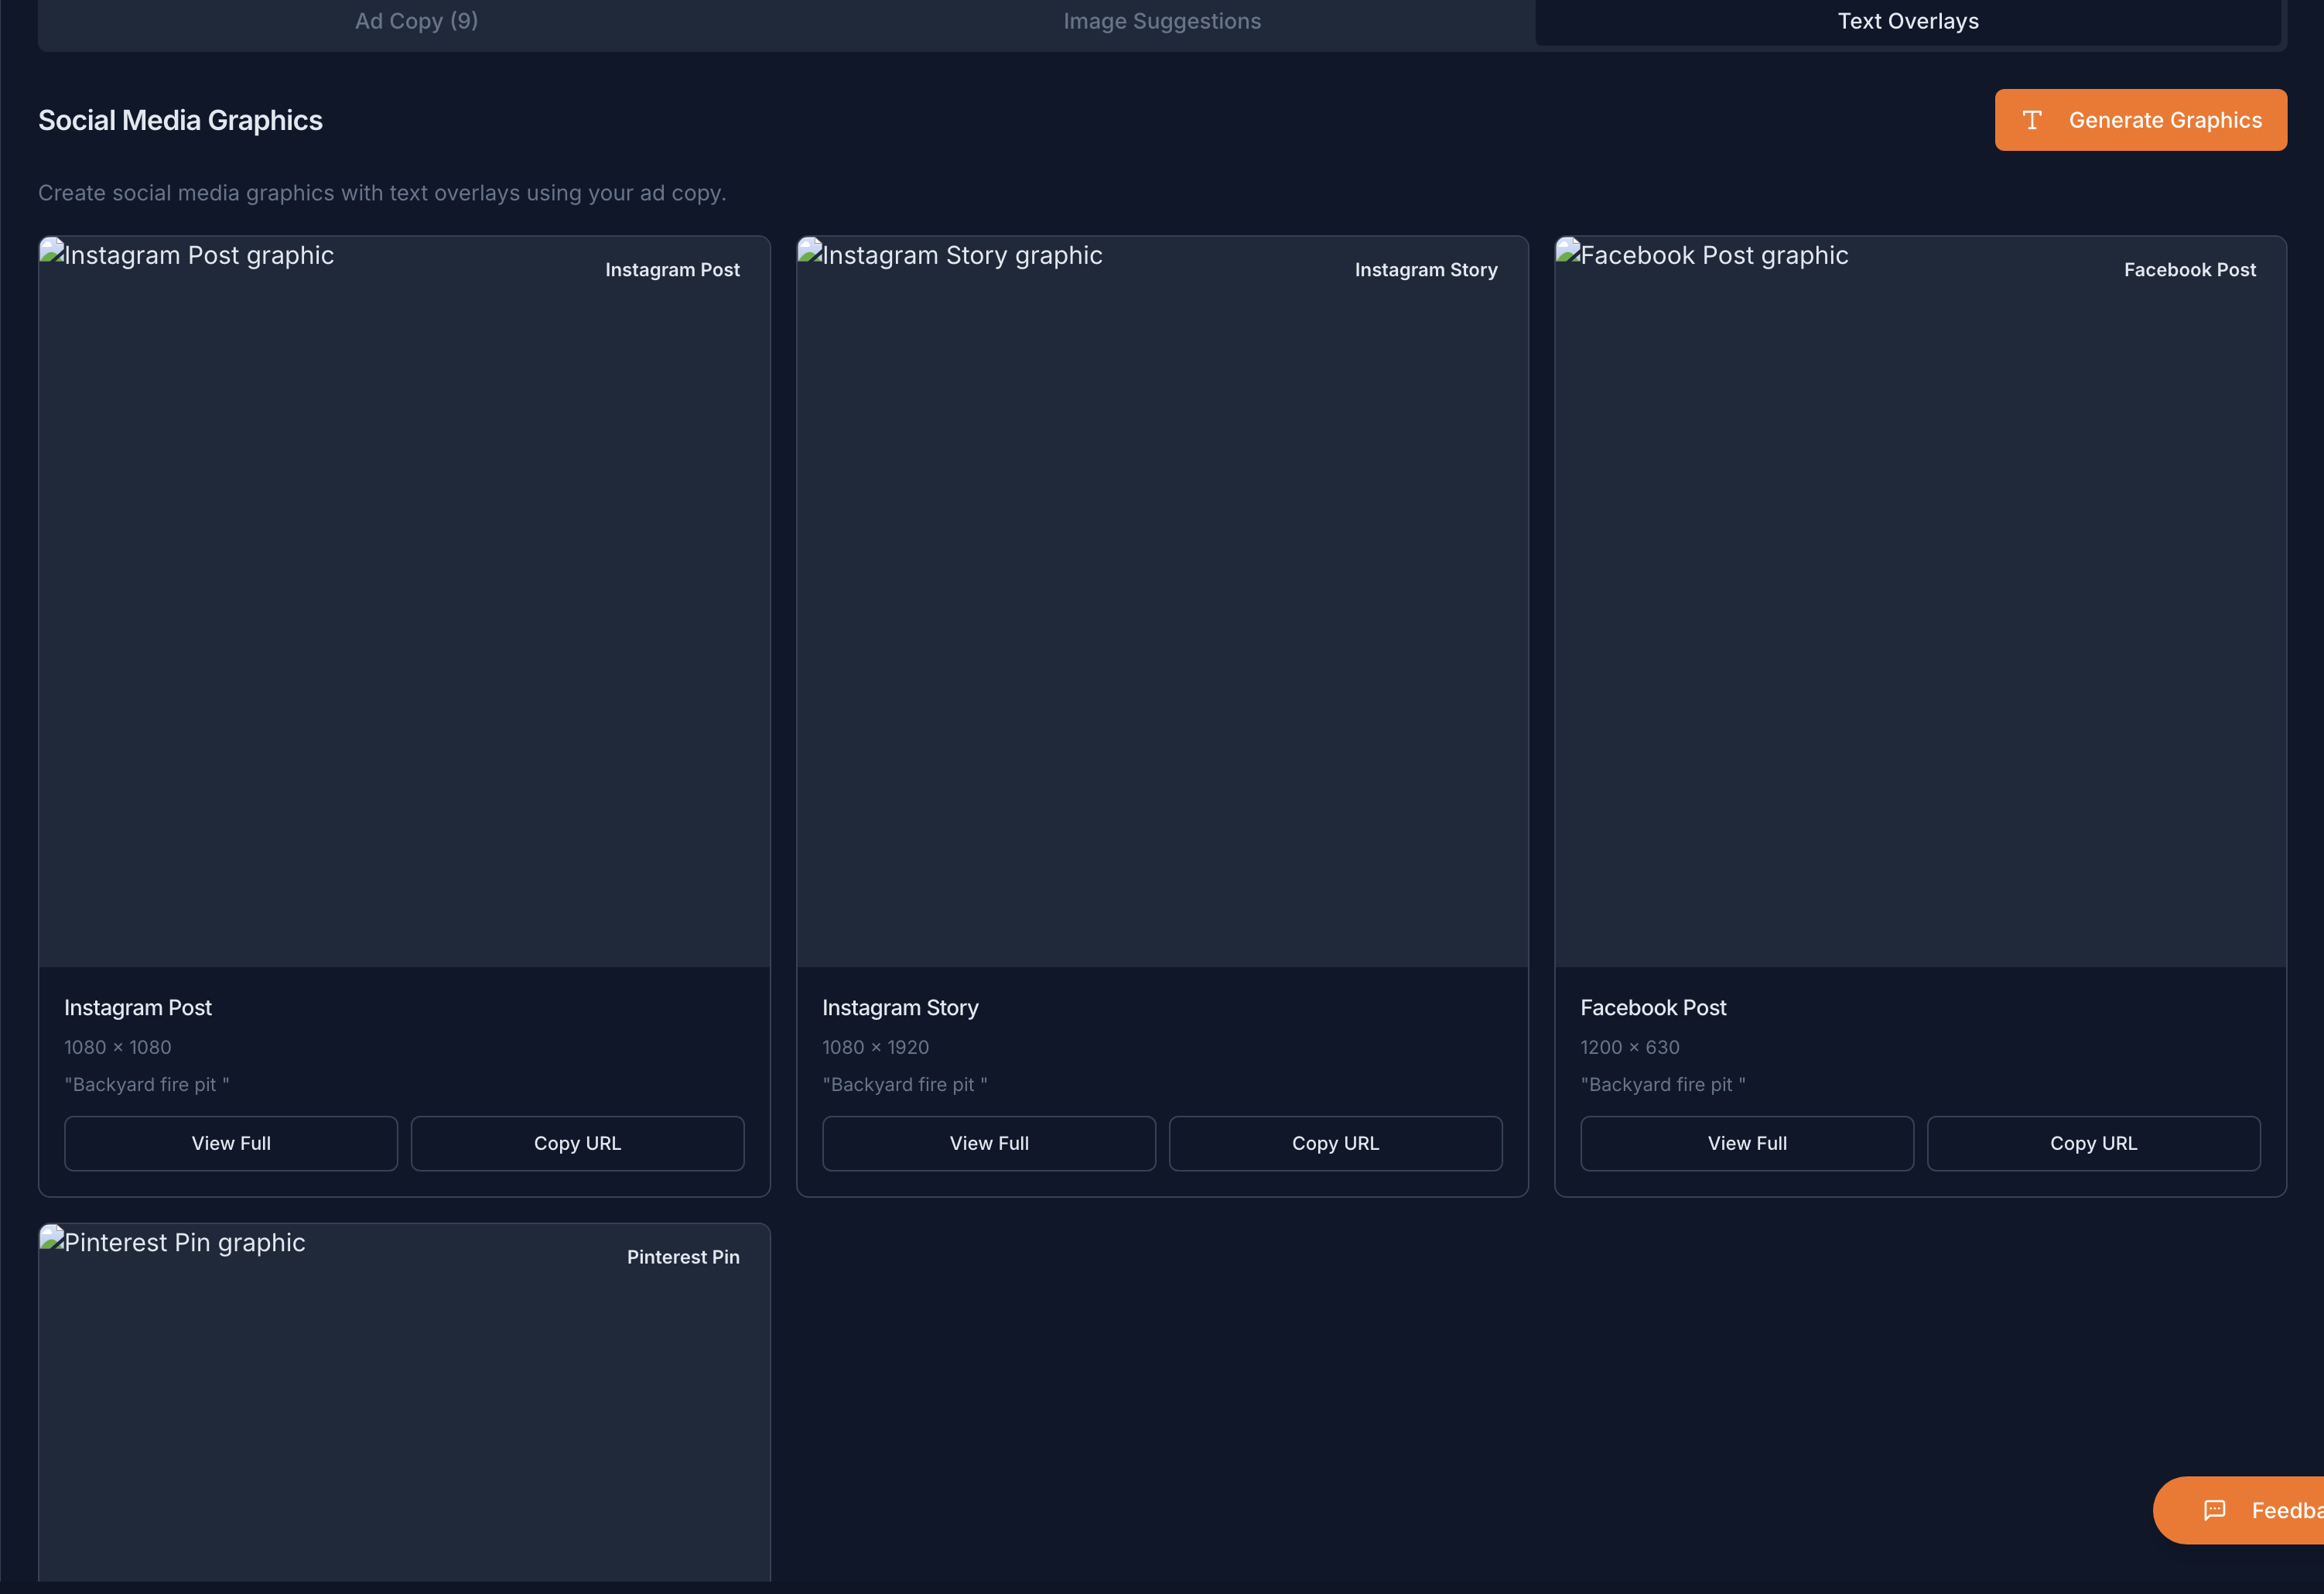 Ad Copy (9)
Image Suggestions
Text Overlays
Social Media Graphics
Generate Graphics
Create social media graphics with text overlays using your ad copy.
Instagram Post graphic
Instagram Post
Instagram Story graphic
Instagram Story
Facebook Post graphic
Facebook Post
Instagram Post
1080 × 1080
"Backyard fire pit "
View Full
Copy URL
Instagram Story
1080 × 1920
"Backyard fire pit "
View Full
Copy URL
Facebook Post
1200 × 630
"Backyard fire pit "
View Full
Copy URL
Pinterest Pin graphic
Pinterest Pin
Feedba